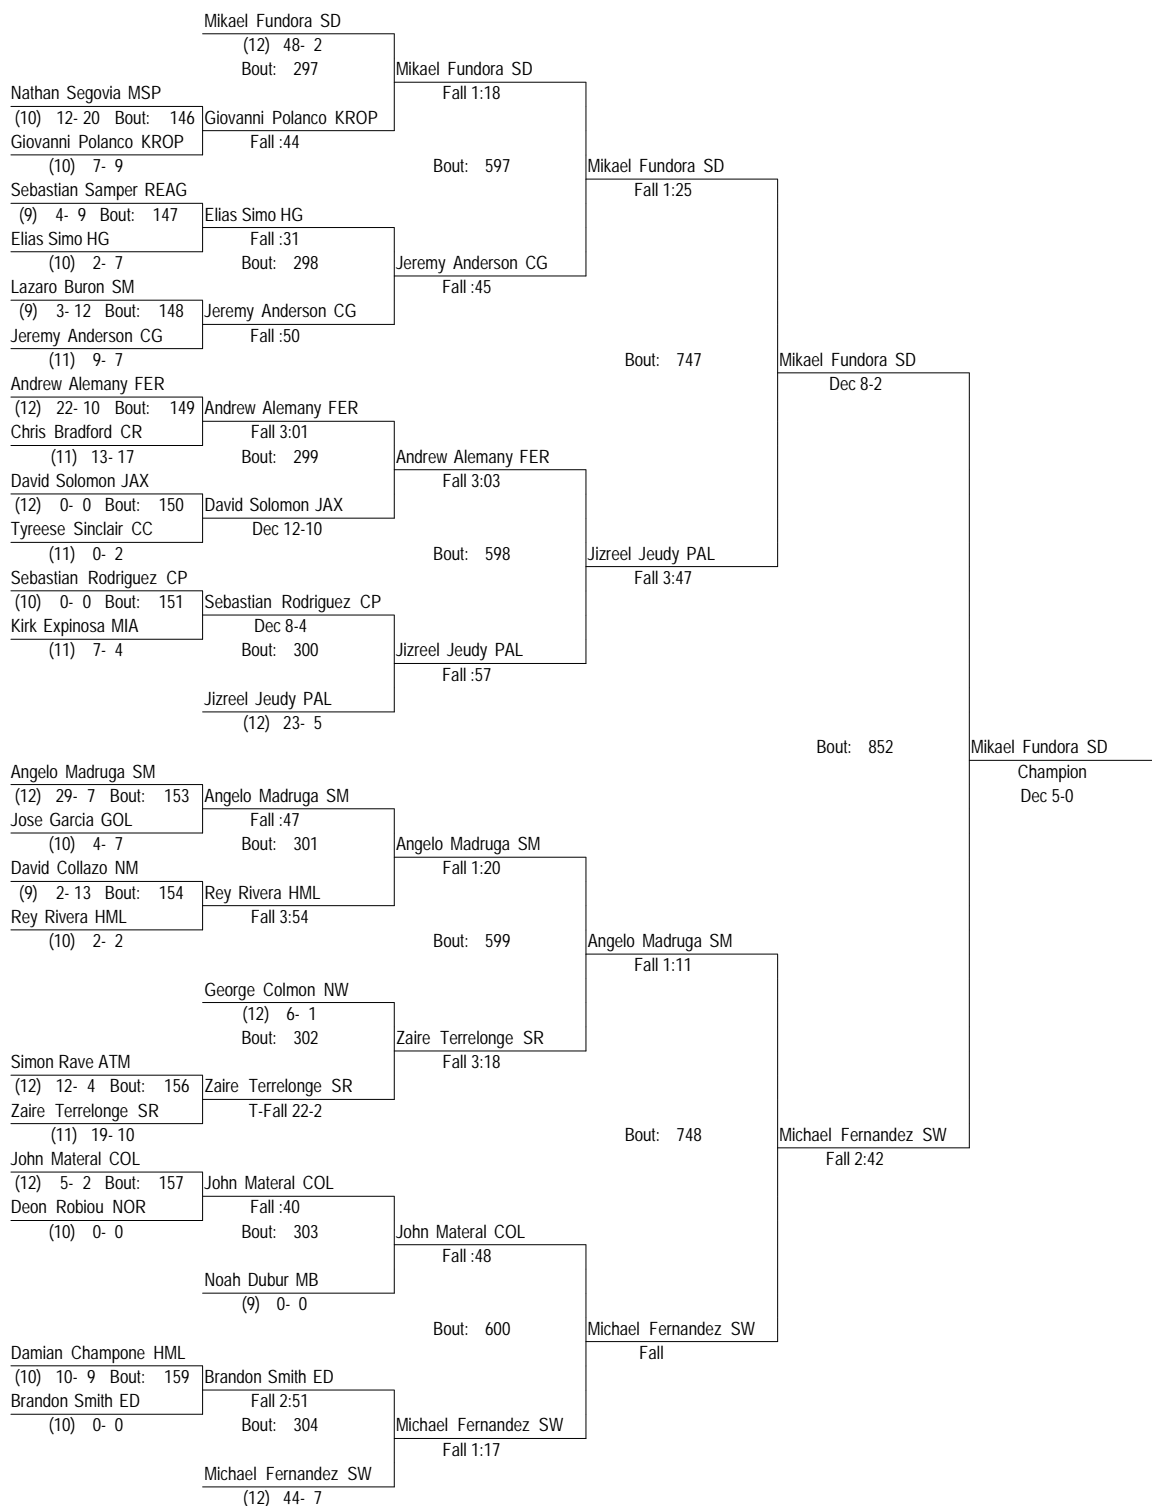 Mikael Fundora SD
(12) 48- 2
Bout: 297
Mikael Fundora SD
Fall 1:18
Nathan Segovia MSP
(10) 12- 20 Bout: 146
Giovanni Polanco KROP
Giovanni Polanco KROP
Fall :44
(10) 7- 9
Bout: 597
Mikael Fundora SD
Fall 1:25
Sebastian Samper REAG
(9) 4- 9 Bout: 147
Elias Simo HG
Elias Simo HG
Fall :31
(10) 2- 7
Bout: 298
Jeremy Anderson CG
Fall :45
Lazaro Buron SM
(9) 3- 12 Bout: 148
Jeremy Anderson CG
Jeremy Anderson CG
Fall :50
(11) 9- 7
Bout: 747
Mikael Fundora SD
Dec 8-2
Andrew Alemany FER
(12) 22- 10 Bout: 149
Andrew Alemany FER
Chris Bradford CR
Fall 3:01
(11) 13- 17
Bout: 299
Andrew Alemany FER
Fall 3:03
David Solomon JAX
(12) 0- 0 Bout: 150
David Solomon JAX
Tyreese Sinclair CC
Dec 12-10
(11) 0- 2
Bout: 598
Jizreel Jeudy PAL
Fall 3:47
Sebastian Rodriguez CP
(10) 0- 0 Bout: 151
Sebastian Rodriguez CP
Kirk Expinosa MIA
Dec 8-4
(11) 7- 4
Bout: 300
Jizreel Jeudy PAL
Fall :57
Jizreel Jeudy PAL
(12) 23- 5
Bout: 852
Mikael Fundora SD
Champion
Dec 5-0
Angelo Madruga SM
(12) 29- 7 Bout: 153
Angelo Madruga SM
Jose Garcia GOL
Fall :47
(10) 4- 7
Bout: 301
Angelo Madruga SM
Fall 1:20
David Collazo NM
(9) 2- 13 Bout: 154
Rey Rivera HML
Rey Rivera HML
Fall 3:54
(10) 2- 2
Bout: 599
Angelo Madruga SM
Fall 1:11
George Colmon NW
(12) 6- 1
Bout: 302
Zaire Terrelonge SR
Fall 3:18
Simon Rave ATM
(12) 12- 4 Bout: 156
Zaire Terrelonge SR
Zaire Terrelonge SR
T-Fall 22-2
(11) 19- 10
Bout: 748
Michael Fernandez SW
Fall 2:42
John Materal COL
(12) 5- 2 Bout: 157
John Materal COL
Deon Robiou NOR
Fall :40
(10) 0- 0
Bout: 303
John Materal COL
Fall :48
Noah Dubur MB
(9) 0- 0
Bout: 600
Michael Fernandez SW
Fall
Damian Champone HML
(10) 10- 9 Bout: 159
Brandon Smith ED
Brandon Smith ED
Fall 2:51
(10) 0- 0
Bout: 304
Michael Fernandez SW
Fall 1:17
Michael Fernandez SW
(12) 44- 7